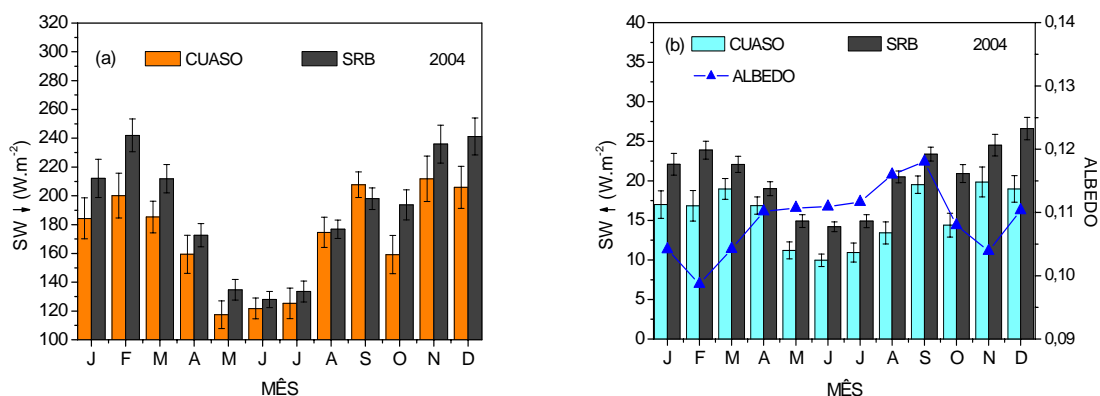 320
300
280
260
240
220
200
180
160
140
120
100
SW ↓ (W.m-2)
(a) CUASO SRB 2004
J F M A M J J A S O N D
MÊS
40
35
30
25
20
15
10
5
0
SW ↑ (W.m-2)
(b) CUASO SRB 2004
ALBEDO
0,14
0,13
0,12
0,11
0,10
0,09
ALBEDO
J F M A M J J A S O N D
MÊS